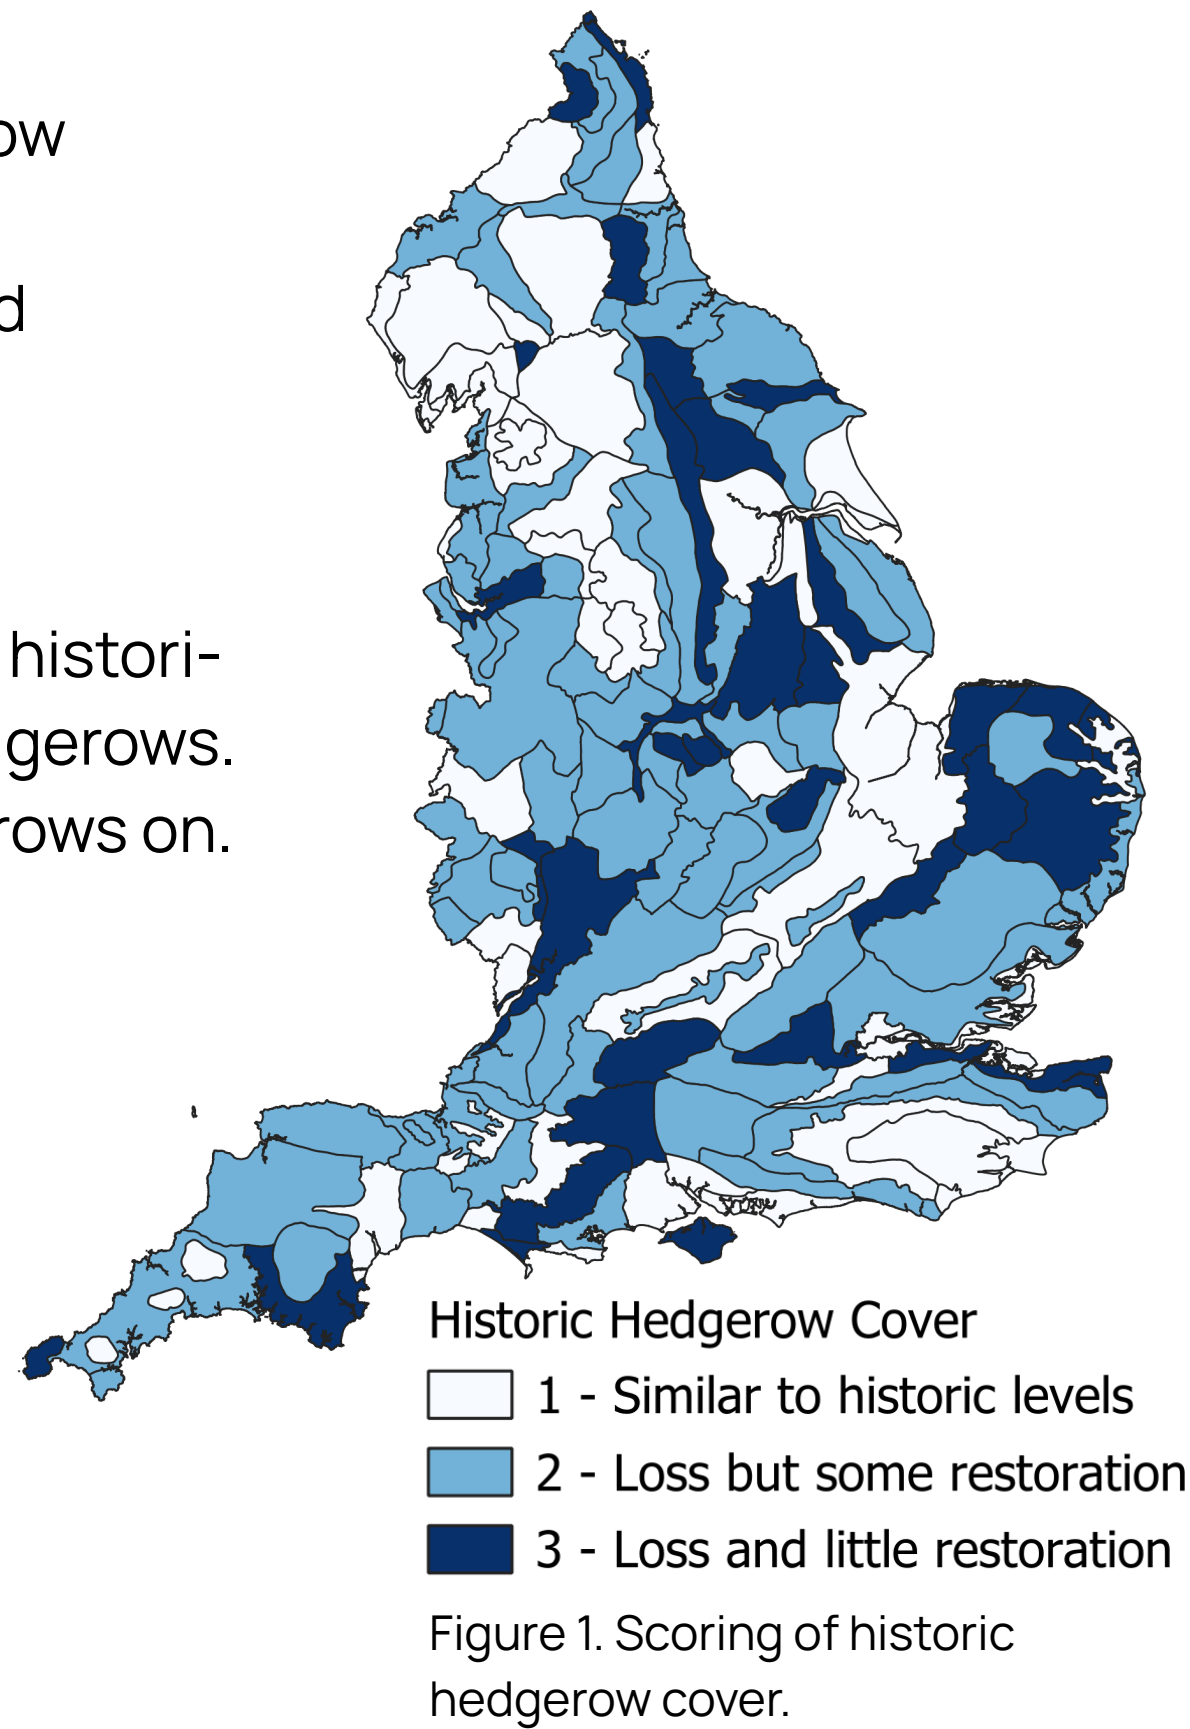 ow
d
histori-
gerows.
rows on.
Historic Hedgerow Cover
1 - Similar to historic levels
2 - Loss but some restoration
3 - Loss and little restoration
Figure 1. Scoring of historic
hedgerow cover.